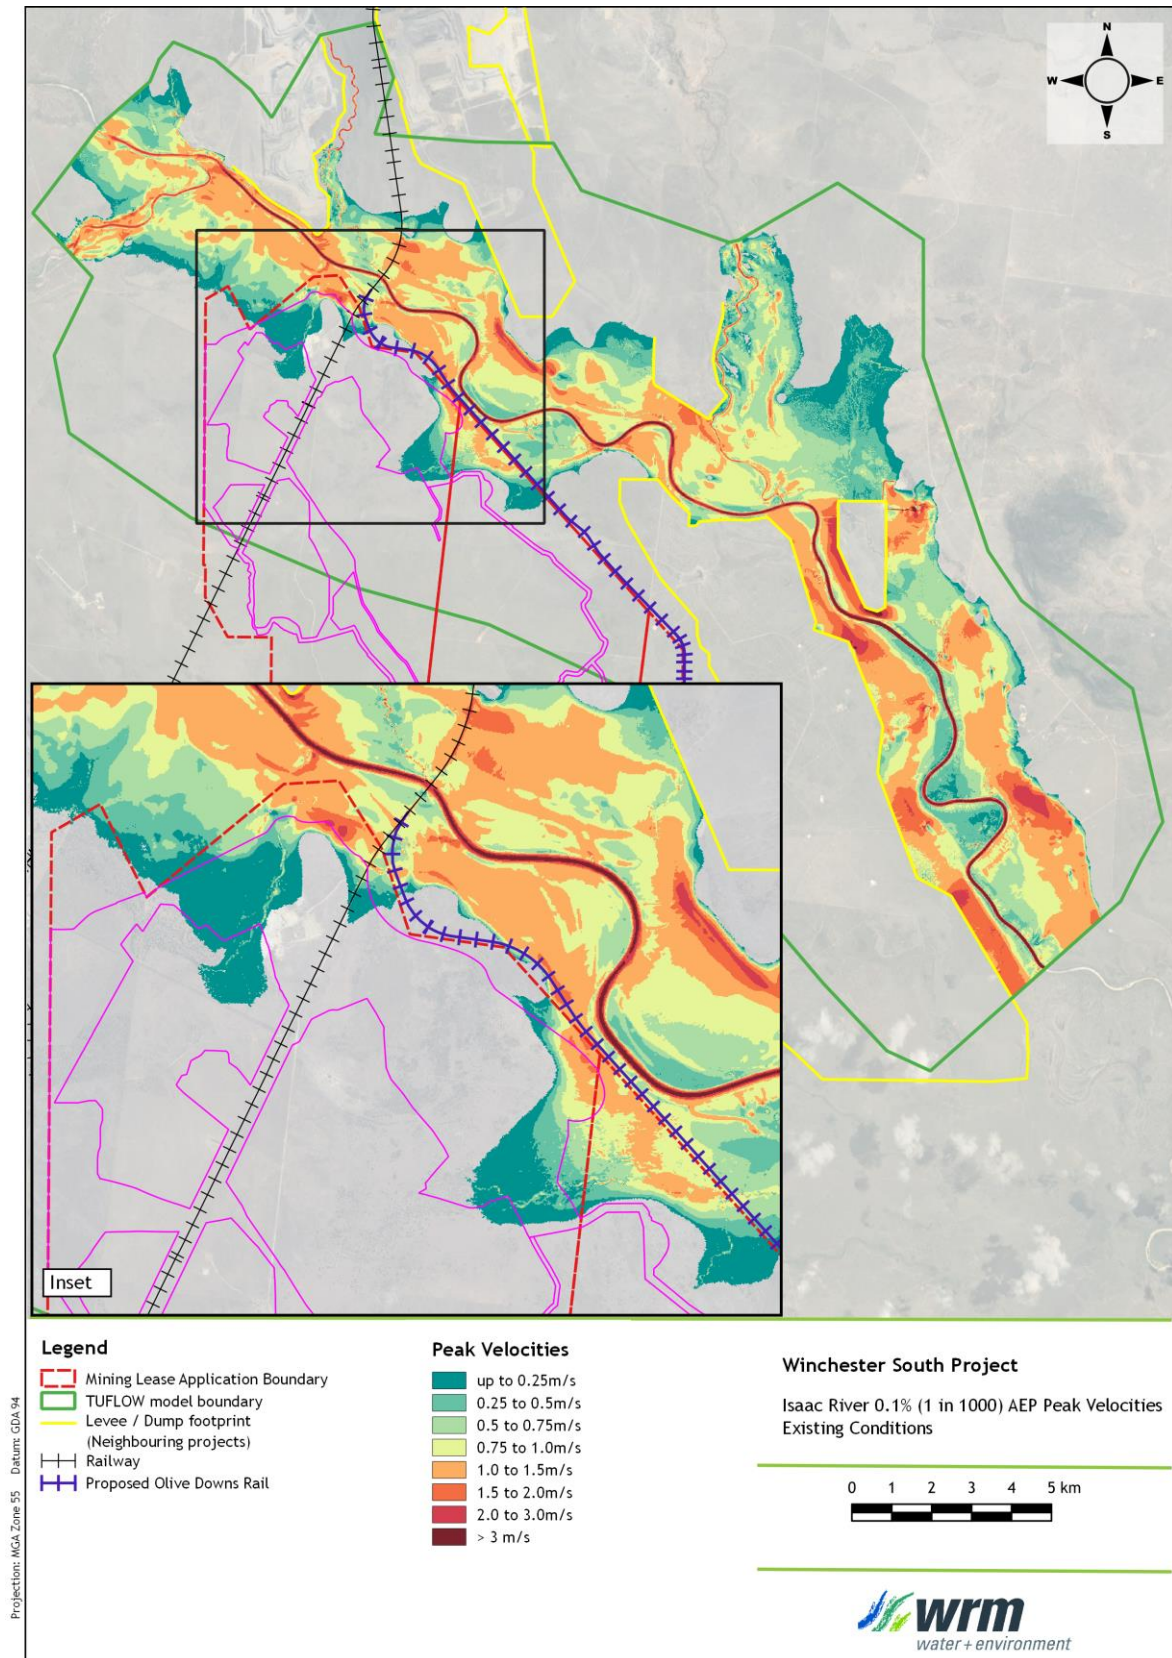 N
W E
S
Inset
Legend
Mining Lease Application Boundary
TUFLOW model boundary
Levee / Dump footprint
(Neighbouring projects)
Railway
Proposed Olive Downs Rail
Peak Velocities
up to 0.25m/s
0.25 to 0.5m/s
0.5 to 0.75m/s
0.75 to 1.0m/s
1.0 to 1.5m/s
1.5 to 2.0m/s
2.0 to 3.0m/s
> 3 m/s
Winchester South Project
Isaac River 0.1% (1 in 1000) AEP Peak Velocities
Existing Conditions
0 1 2 3 4 5 km
wrm
water + environment
Projection: MGA Zone 55 Datum: GDA 94